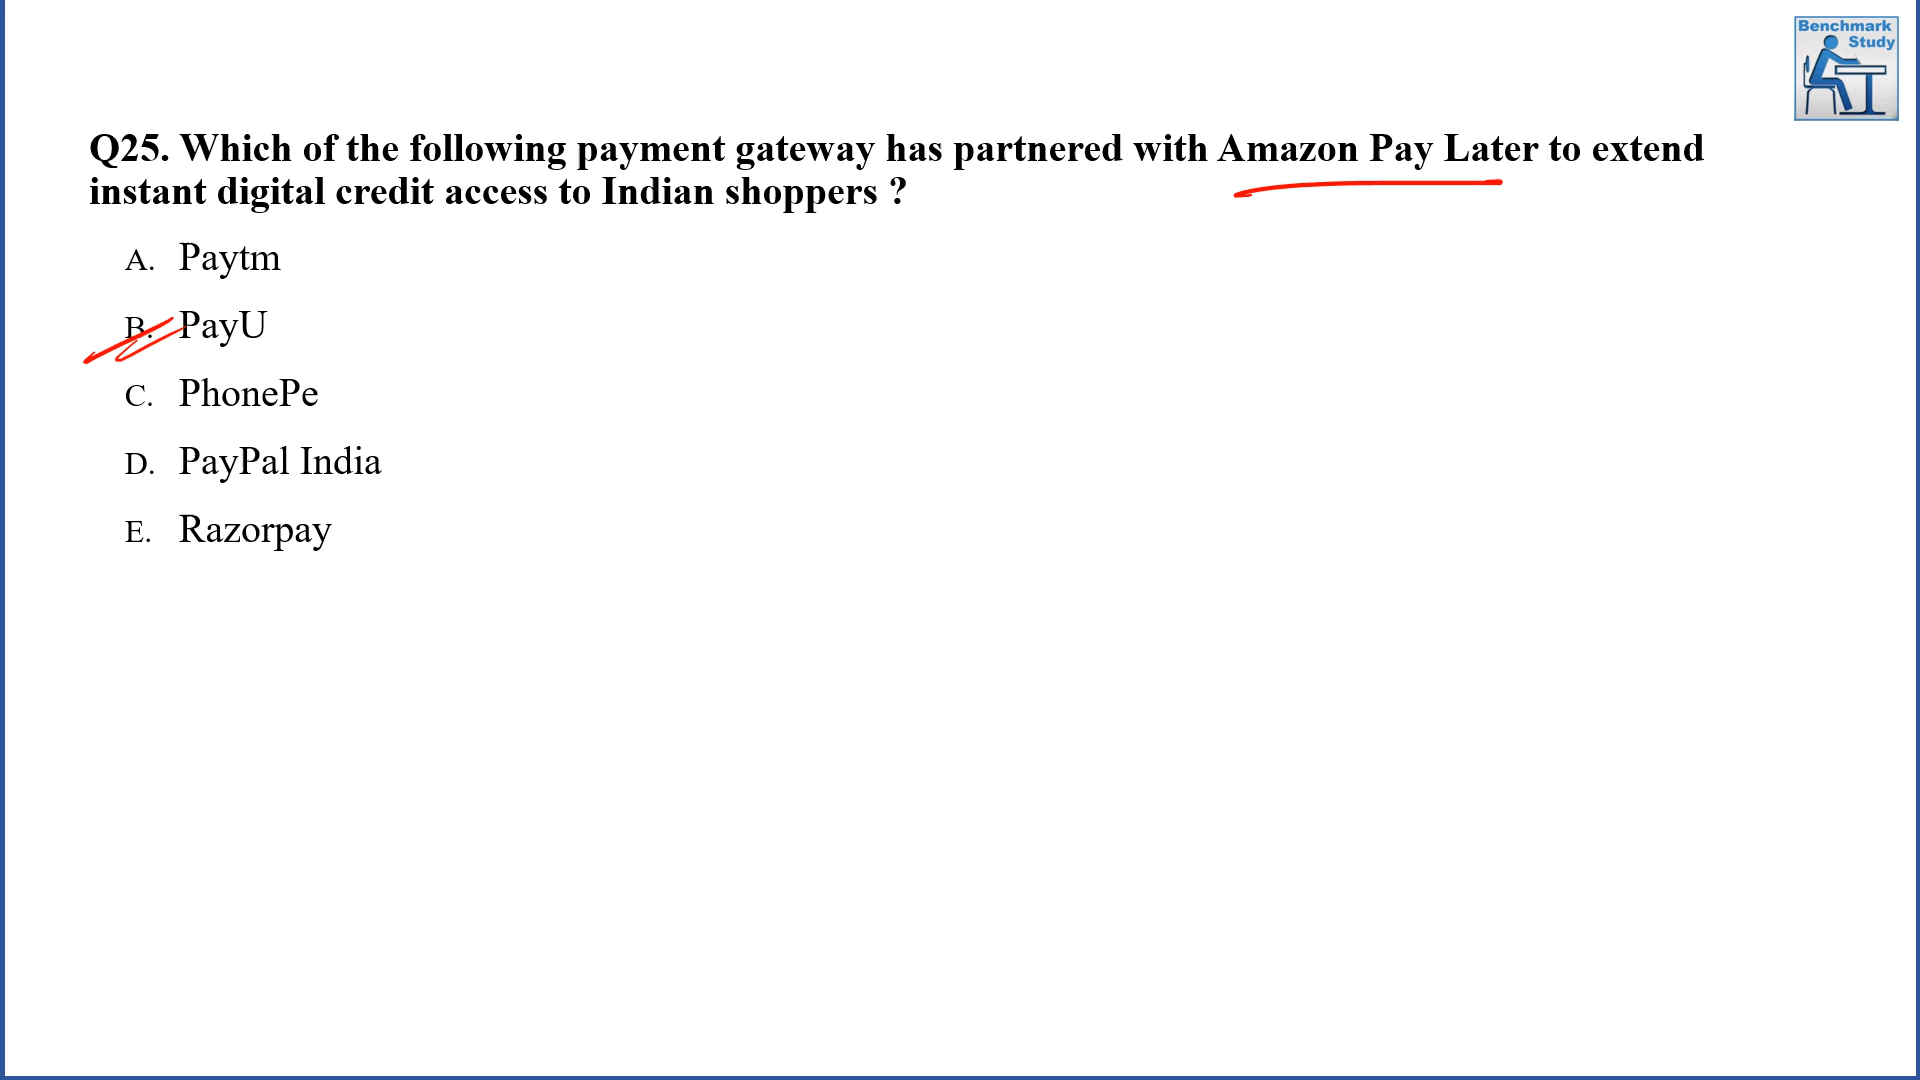 Benchmark
Study
Q25. Which of the following payment gateway has partnered with Amazon Pay Later to extend
instant digital credit access to Indian shoppers ?
A. Paytm
B. PayU
C. PhonePe
D. PayPal India
E. Razorpay